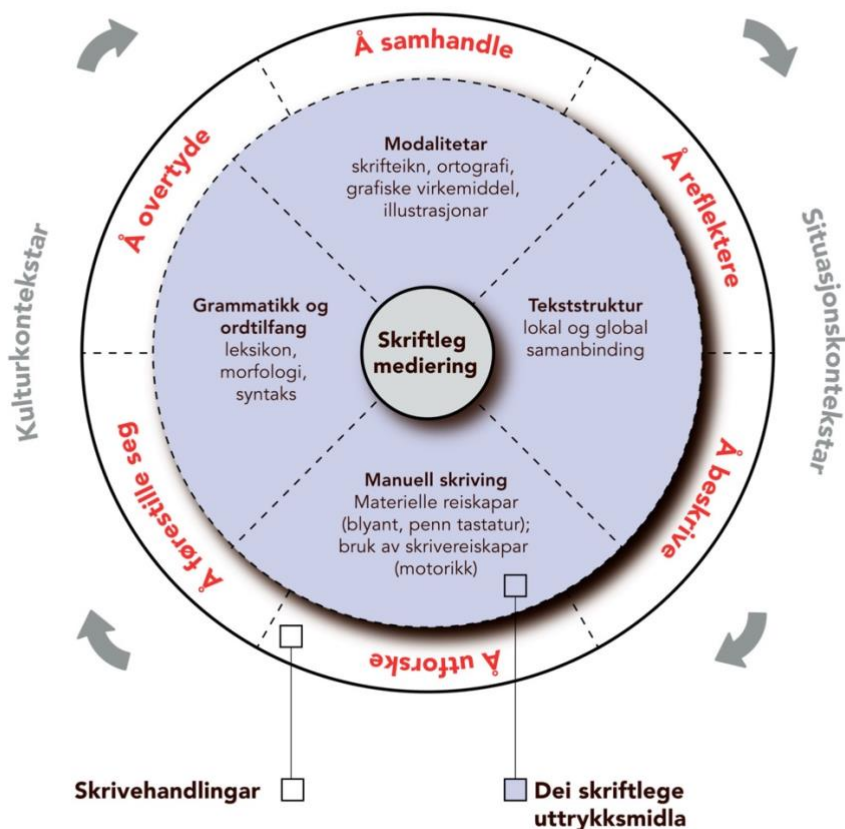 Å samhandle
Å overtyde
Å reflektere
Modalitetar
skrifteikn, ortografi,
grafiske virkemiddel,
illustrasjonar
Kulturkontekstar
Situasjonskontekstar
Grammatikk og
ordtilfang
leksikon,
morfologi,
syntaks
Skriftleg
mediering
Tekststruktur
lokal og global
samanbinding
Å førestille seg
Å beskrive
Manuell skriving
Materielle reiskapar
(blyant, penn tastatur);
bruk av skrivereiskapar
(motorikk)
Å utforske
Skrivehandlingar
Dei skriftlege
uttrykksmidla